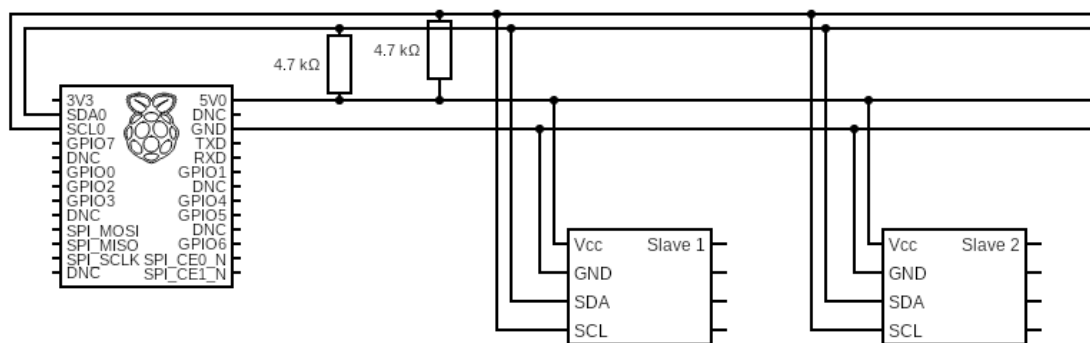 4.7 kΩ
4.7 kΩ
3V3 5V0
SDA0 DNC
SCL0 GND
GPIO7 TXD
DNC RXD
GPIO0 GPIO1
GPIO2 DNC
GPIO3 GPIO4
DNC GPIO5
SPI_MOSI DNC
SPI_MISO GPIO6
SPI_SCLK SPI_CE0_N
DNC SPI_CE1_N
Vcc Slave 1
GND
SDA
SCL
Vcc Slave 2
GND
SDA
SCL